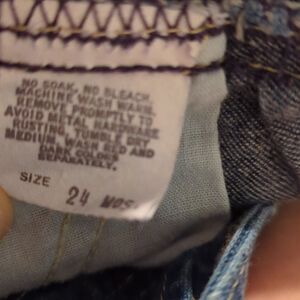 NO SOAK, NO BLEACH
MACHINE WASH WARM
REMOVE PROMPTLY TO
AVOID METAL HARDWARE
RUSTING, TUMBLE DRY
MEDIUM WASH RED AND
DARK COLORS
SEPARATELY.
SIZE 24 MOS